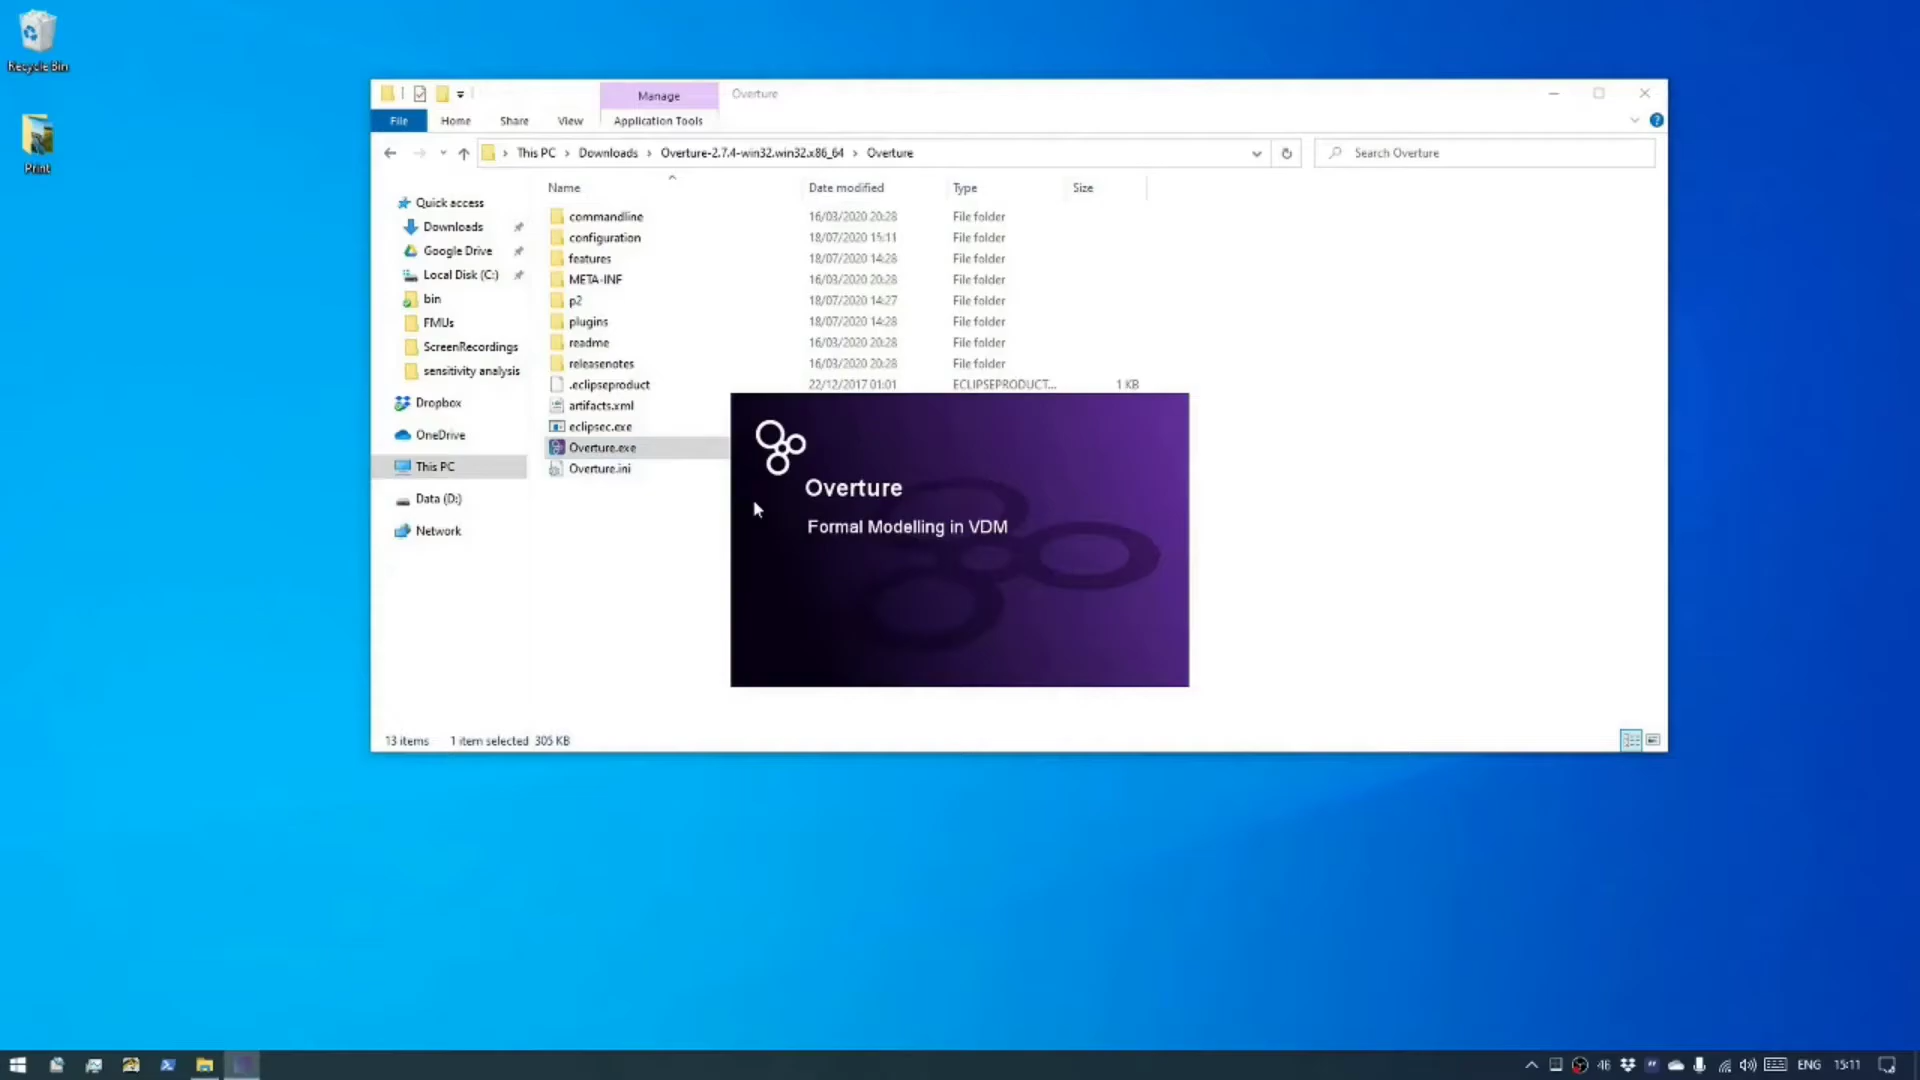 Recycle Bin
Print
Manage
Overture
File
Home
Share
View
Application Tools
This PC
Downloads
Overture-2.7.4-win32.win32.x86_64
Overture
Search Overture
Name
Date modified
Type
Size
Quick access
Downloads
Google Drive
Local Disk (C:)
bin
FMUs
ScreenRecordings
sensitivity analysis
Dropbox
OneDrive
This PC
Data (D:)
Network
commandline 16/03/2020 20:28 File folder
configuration 18/07/2020 15:11 File folder
features 18/07/2020 14:28 File folder
META-INF 16/03/2020 20:28 File folder
p2 18/07/2020 14:27 File folder
plugins 18/07/2020 14:28 File folder
readme 16/03/2020 20:28 File folder
releasenotes 16/03/2020 20:28 File folder
.eclipseproduct 22/12/2017 01:01 ECLIPSEPRODUCT... 1 KB
artifacts.xml
eclipsec.exe
Overture.exe
Overture.ini
Overture
Formal Modelling in VDM
13 items 1 item selected 305 KB
46
ENG
15:11